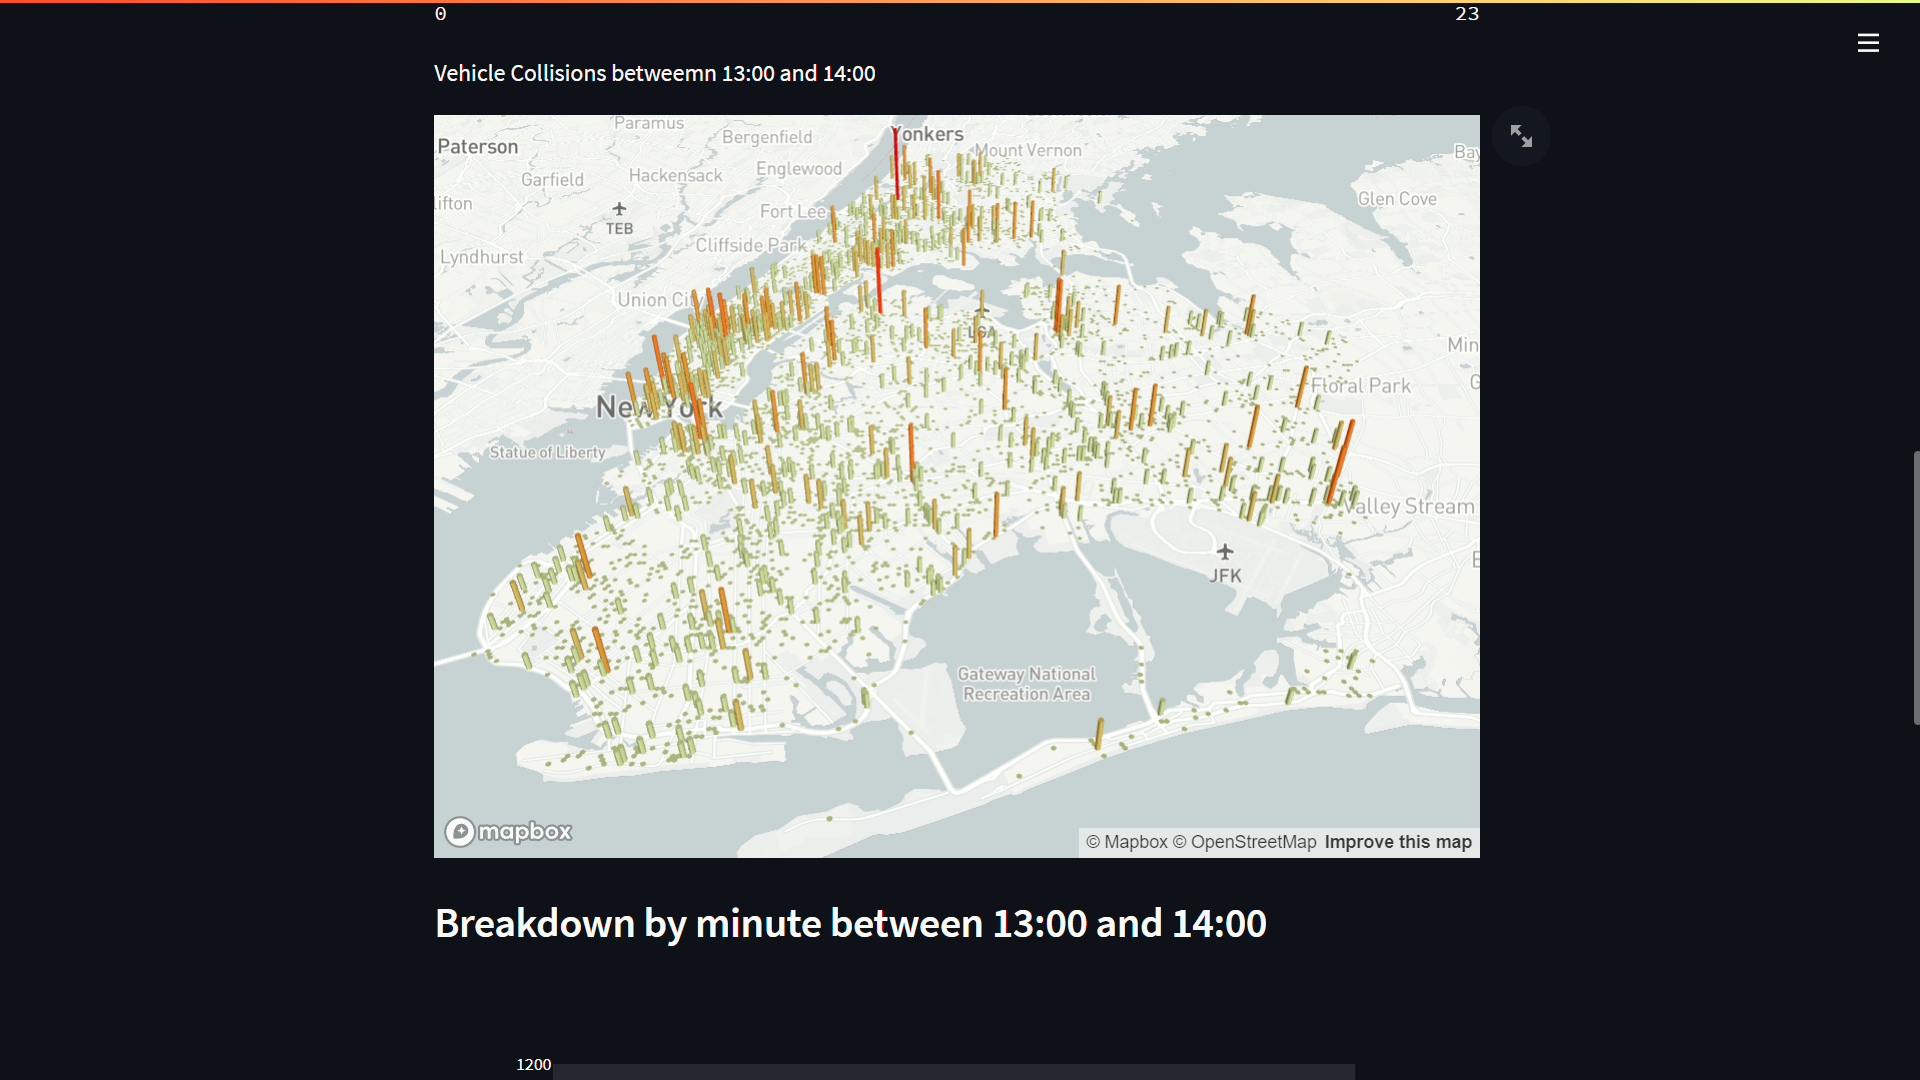 0 23
Vehicle Collisions betweemn 13:00 and 14:00
Paramus
Yonkers
Bergenfield
Paterson
Mount Vernon
Bay
Englewood
Hackensack
Garfield
Glen Cove
lifton
Fort Lee
TEB
Cliffside Park
Lyndhurst
Union City
LGA
Min
Floral Park
G
New York
Statue of Liberty
Valley Stream
E
JFK
Gateway National
Recreation Area
mapbox
© Mapbox © OpenStreetMap Improve this map
Breakdown by minute between 13:00 and 14:00
1200